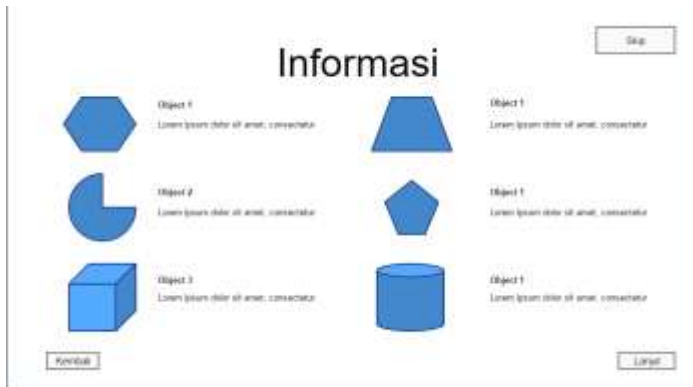 Informasi
Skip
Object 1
Lorem ipsum dolor sit amet, consectetur
Object 1
Lorem ipsum dolor sit amet, consectetur
Object 2
Lorem ipsum dolor sit amet, consectetur
Object 1
Lorem ipsum dolor sit amet, consectetur
Object 3
Lorem ipsum dolor sit amet, consectetur
Object 1
Lorem ipsum dolor sit amet, consectetur
Kembali
Lanjut